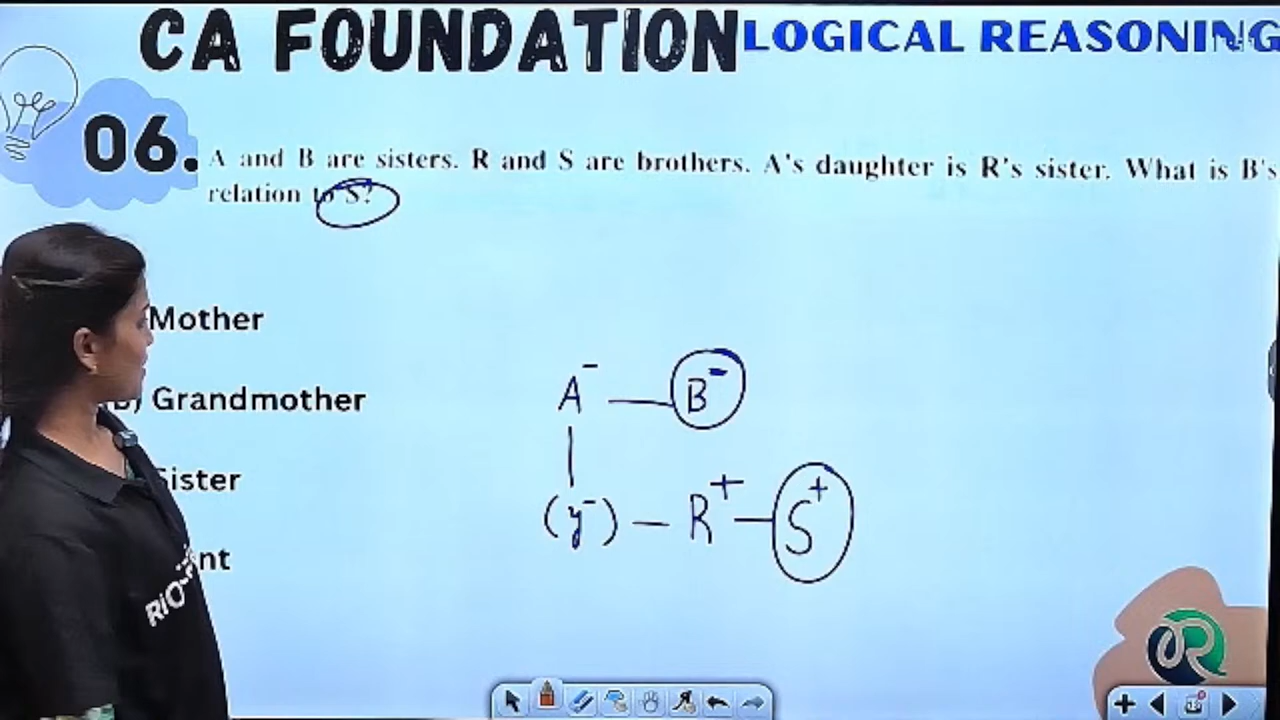 CA FOUNDATION LOGICAL REASONING
06. A and B are sisters. R and S are brothers. A's daughter is R's sister. What is B's
relation to S?
Mother
b) Grandmother
Sister
A⁻ — B⁻
(y⁻) — R⁺ — S⁺